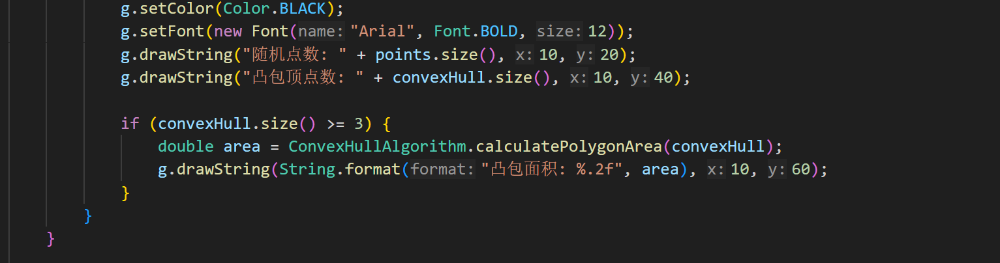 g.setColor(Color.BLACK);
g.setFont(new Font(name: "Arial", Font.BOLD, size: 12));
g.drawString("随机点数: " + points.size(), x: 10, y: 20);
g.drawString("凸包顶点数: " + convexHull.size(), x: 10, y: 40);
if (convexHull.size() >= 3) {
double area = ConvexHullAlgorithm.calculatePolygonArea(convexHull);
g.drawString(String.format(format: "凸包面积: %.2f", area), x: 10, y: 60);
}
}
}